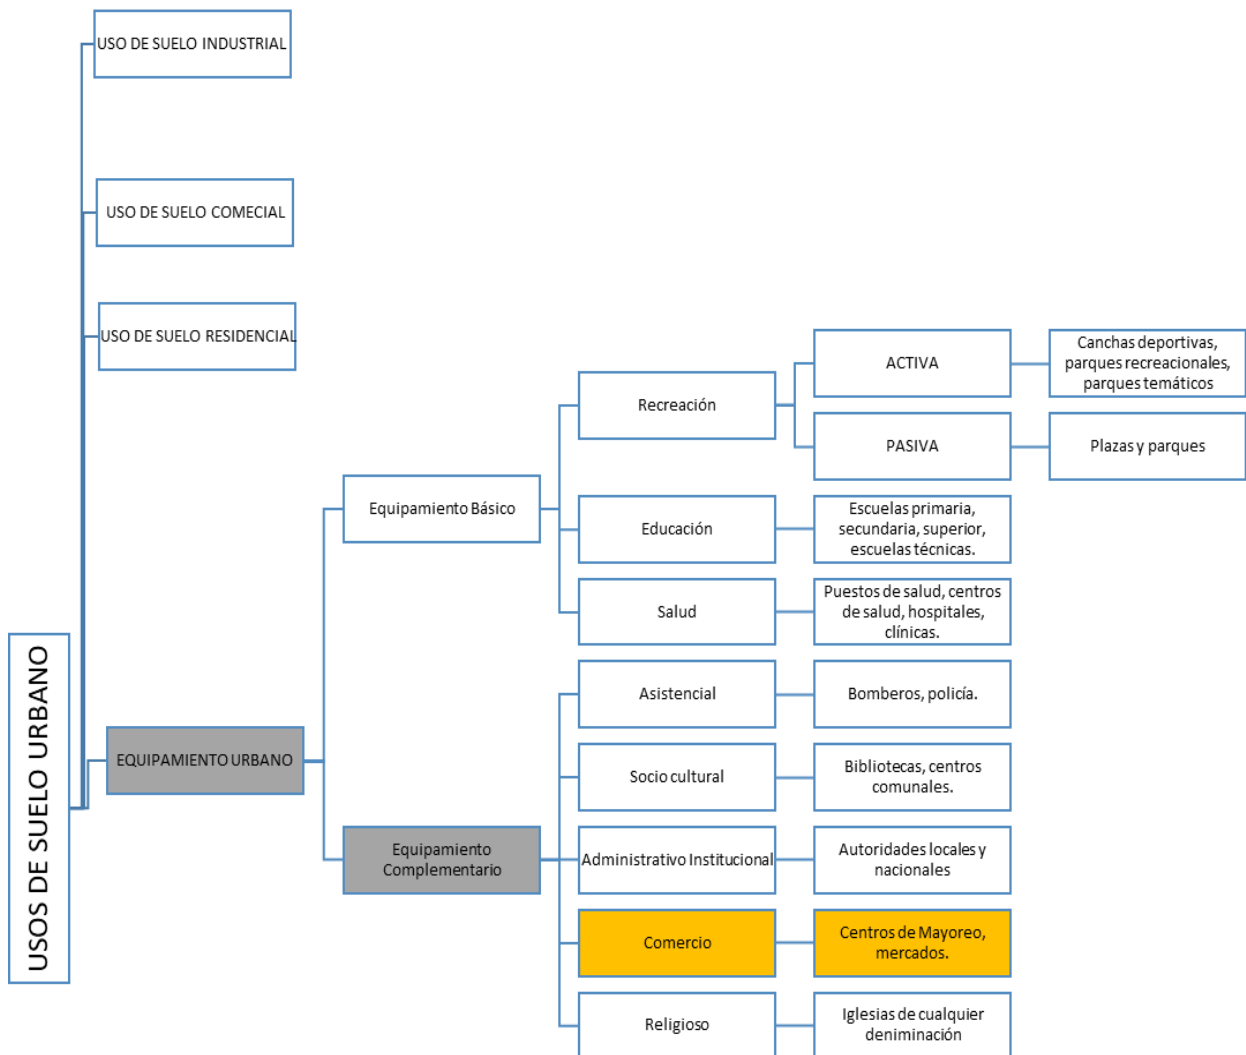 USO DE SUELO INDUSTRIAL
USO DE SUELO COMECIAL
USO DE SUELO RESIDENCIAL
USOS DE SUELO URBANO
EQUIPAMIENTO URBANO
Equipamiento Básico
Recreación
ACTIVA
Canchas deportivas,
parques recreacionales,
parques temáticos
PASIVA
Plazas y parques
Educación
Escuelas primaria,
secundaria, superior,
escuelas técnicas.
Salud
Puestos de salud, centros
de salud, hospitales,
clínicas.
Equipamiento
Complementario
Asistencial
Bomberos, policía.
Socio cultural
Bibliotecas, centros
comunales.
Administrativo Institucional
Autoridades locales y
nacionales
Comercio
Centros de Mayoreo,
mercados.
Religioso
Iglesias de cualquier
deniminación